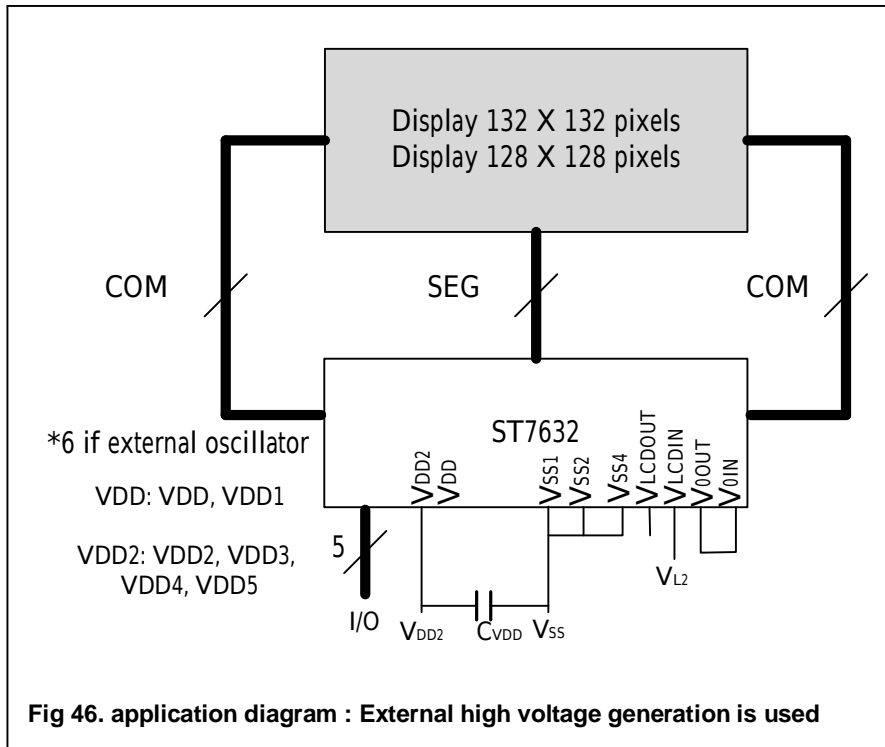 Display 132 X 132 pixels
Display 128 X 128 pixels
COM
SEG
COM
ST7632
*6 if external oscillator
VDD: VDD, VDD1
VDD2: VDD2, VDD3,
VDD4, VDD5
VDD2
VDD
VSS1
VSS2
VSS4
VLCDOUT
VLCDIN
V0OUT
V0IN
5
I/O
VDD2
CVDD
VSS
VL2
Fig 46. application diagram : External high voltage generation is used